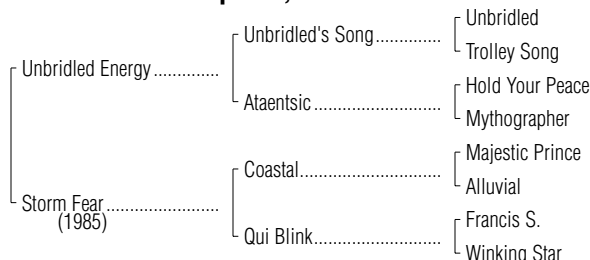 Unbridled
Unbridled's Song
Trolley Song
Unbridled Energy
Hold Your Peace
Ataentsic
Mythographer
Majestic Prince
Coastal
Alluvial
Storm Fear
(1985)
Francis S.
Qui Blink
Winking Star